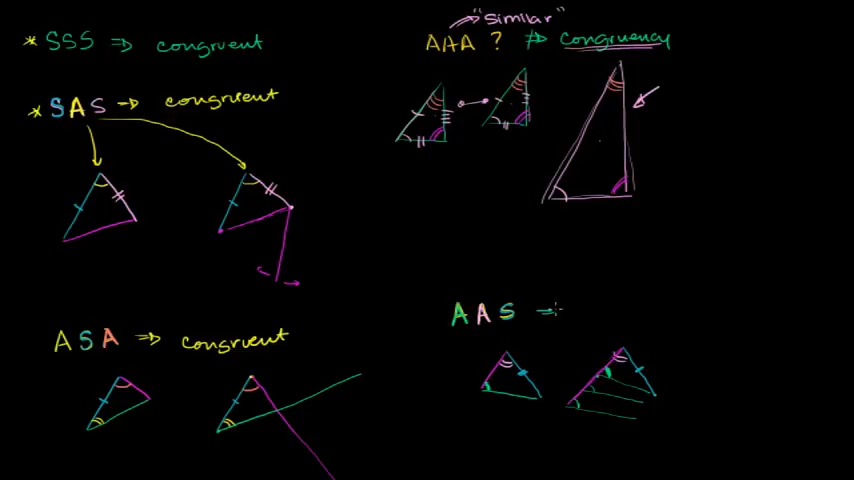 * SSS ⇒ congruent
* SAS ⇒ congruent
ASA ⇒ congruent
"Similar"
AAA ? ⇏ congruency
AAS ⇒